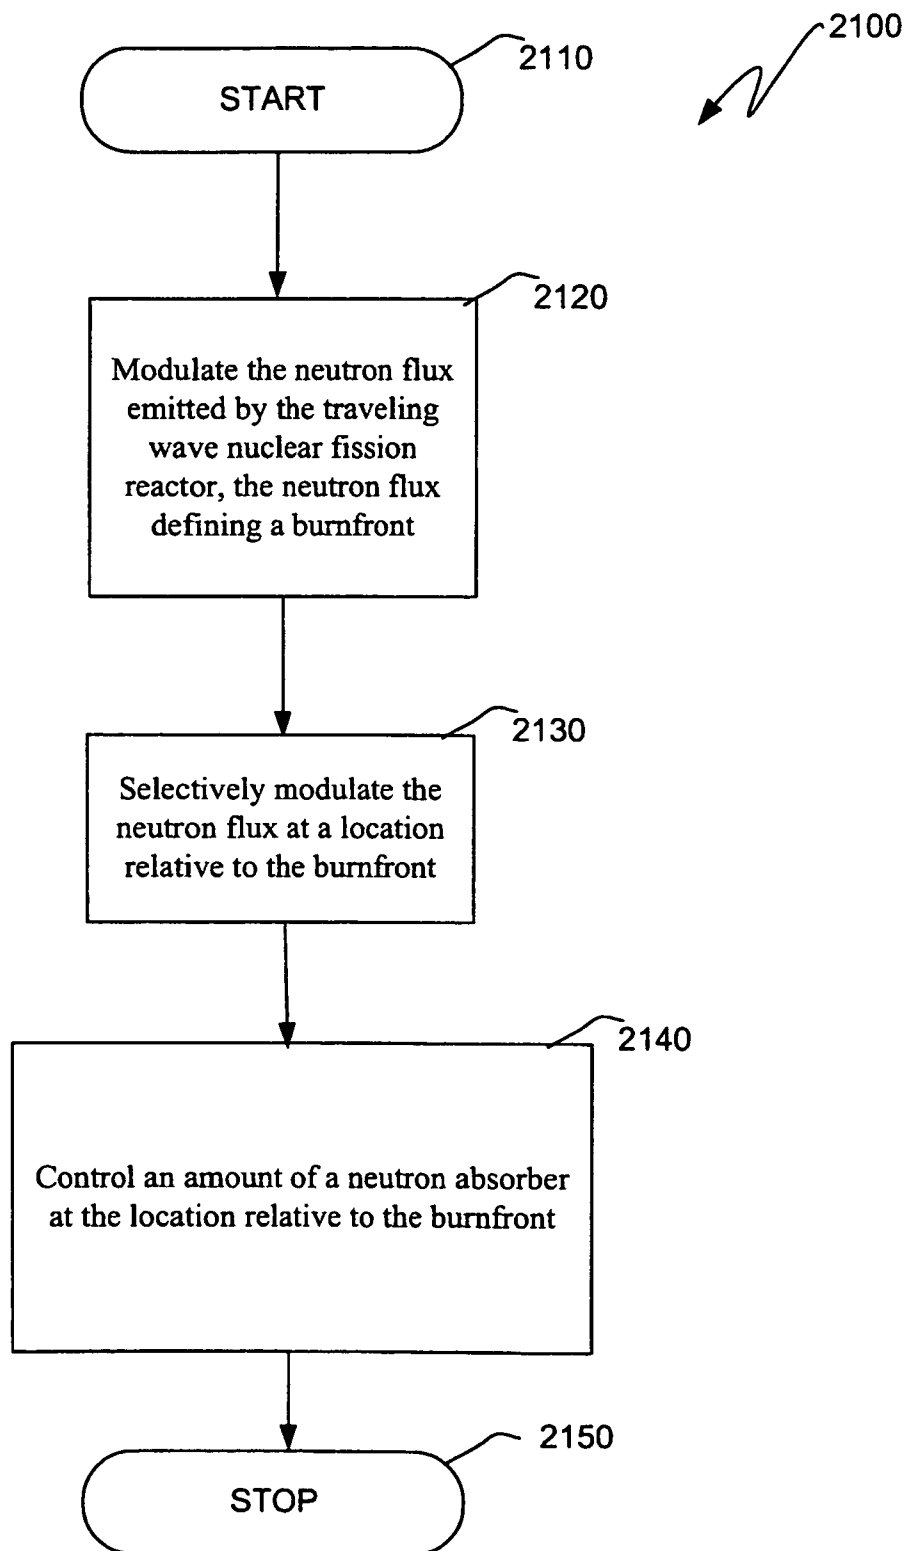 2100
2110
START
2120
Modulate the neutron flux
emitted by the traveling
wave nuclear fission
reactor, the neutron flux
defining a burnfront
2130
Selectively modulate the
neutron flux at a location
relative to the burnfront
2140
Control an amount of a neutron absorber
at the location relative to the burnfront
2150
STOP